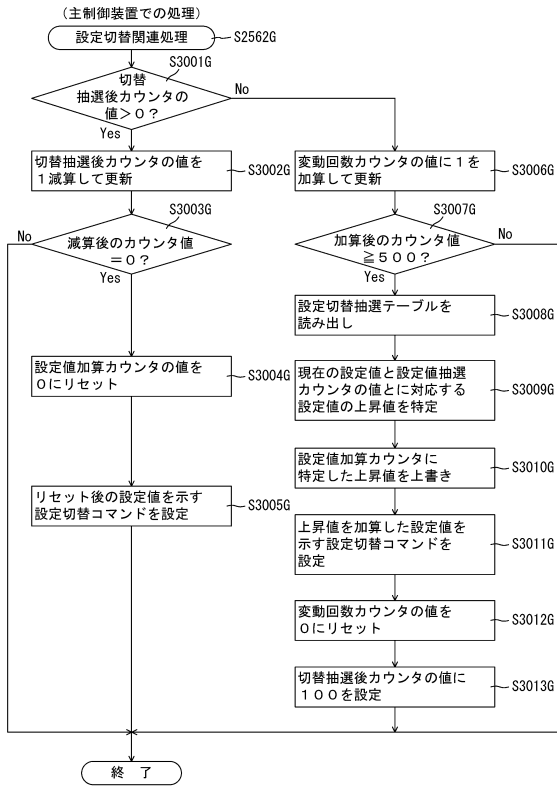 (主制御装置での処理)
設定切替関連処理
S2562G
S3001G
切替
抽選後カウンタの
値>0?
No
Yes
切替抽選後カウンタの値を
1減算して更新
S3002G
S3003G
No
減算後のカウンタ値
=0?
Yes
設定値加算カウンタの値を
0にリセット
S3004G
リセット後の設定値を示す
設定切替コマンドを設定
S3005G
変動回数カウンタの値に1を
加算して更新
S3006G
S3007G
加算後のカウンタ値
≧500?
No
Yes
設定切替抽選テーブルを
読み出し
S3008G
現在の設定値と設定値抽選
カウンタの値とに対応する
設定値の上昇値を特定
S3009G
設定値加算カウンタに
特定した上昇値を上書き
S3010G
上昇値を加算した設定値を
示す設定切替コマンドを
設定
S3011G
変動回数カウンタの値を
0にリセット
S3012G
切替抽選後カウンタの値に
100を設定
S3013G
終 了